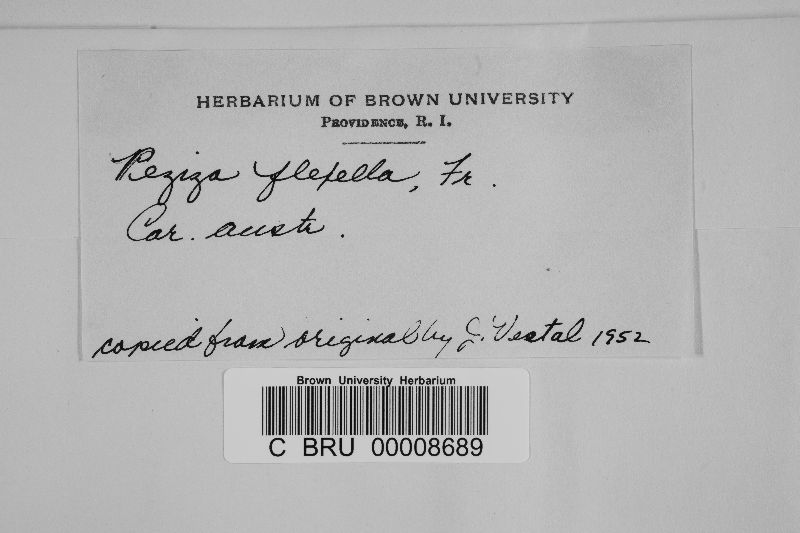 HERBARIUM OF BROWN UNIVERSITY
PROVIDENCE, R. I.
Peziza flexella, Fr.
Car. austr.
copied from original by J. Vestal 1952
Brown University Herbarium
C BRU 00008689